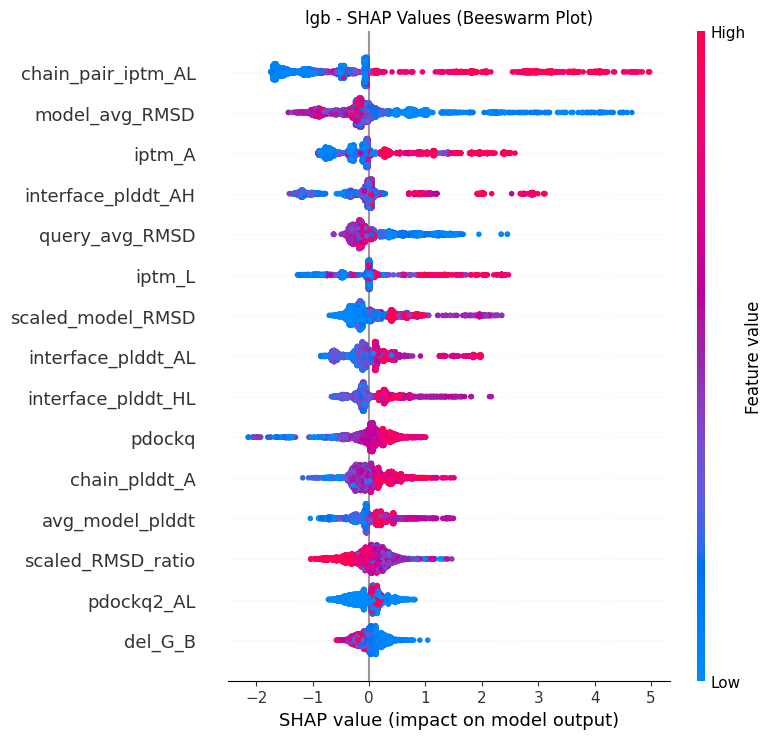 lgb - SHAP Values (Beeswarm Plot)
High
chain_pair_iptm_AL
model_avg_RMSD
iptm_A
interface_plddt_AH
query_avg_RMSD
iptm_L
scaled_model_RMSD
interface_plddt_AL
interface_plddt_HL
pdockq
chain_plddt_A
avg_model_plddt
scaled_RMSD_ratio
pdockq2_AL
del_G_B
Feature value
Low
−2 −1 0 1 2 3 4 5
SHAP value (impact on model output)